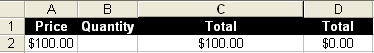 A B C D
1 Price Quantity Total Total
2 $100.00 $100.00 $0.00